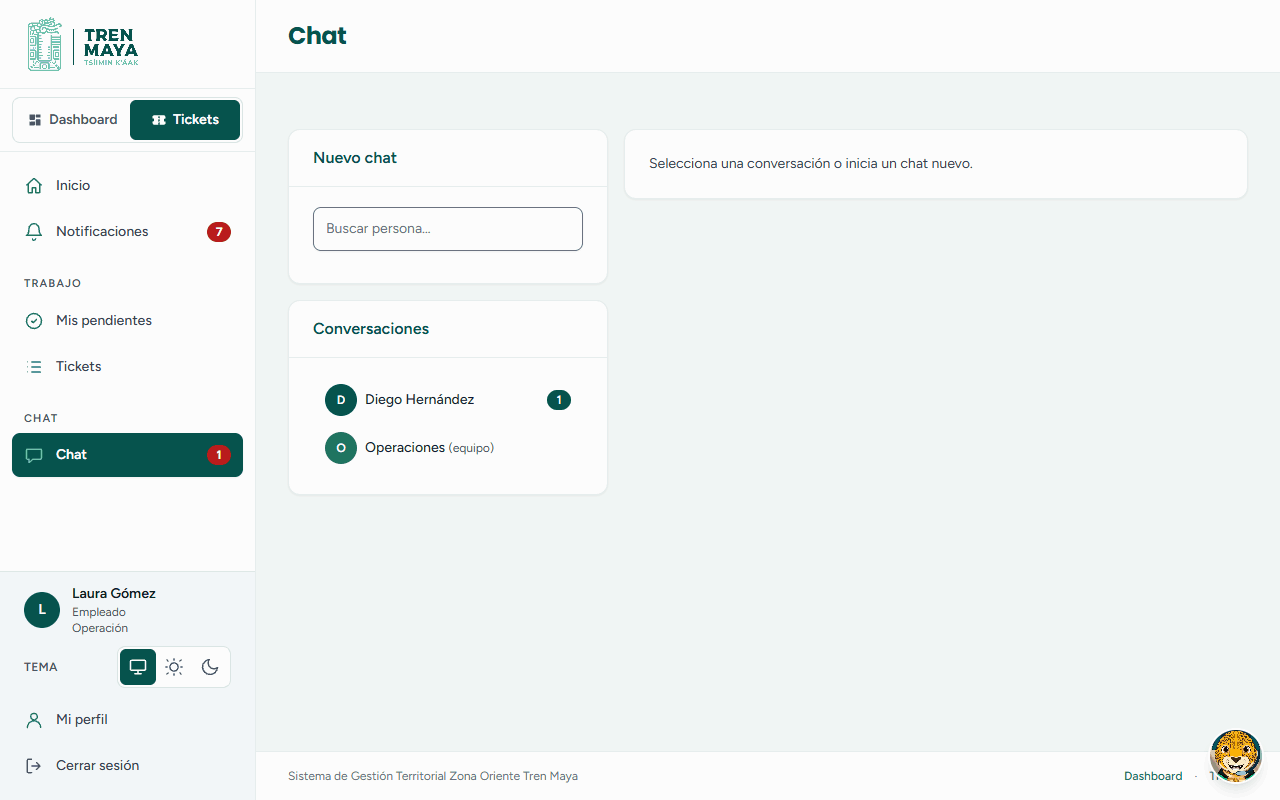 TREN
MAYA
TSÍIMIN K'ÁAK
Dashboard
Tickets
Inicio
Notificaciones
7
TRABAJO
Mis pendientes
Tickets
CHAT
Chat
1
L
Laura Gómez
Empleado
Operación
TEMA
Mi perfil
Cerrar sesión
Chat
Nuevo chat
Buscar persona...
Conversaciones
D
Diego Hernández
1
O
Operaciones (equipo)
Selecciona una conversación o inicia un chat nuevo.
Sistema de Gestión Territorial Zona Oriente Tren Maya
Dashboard ·